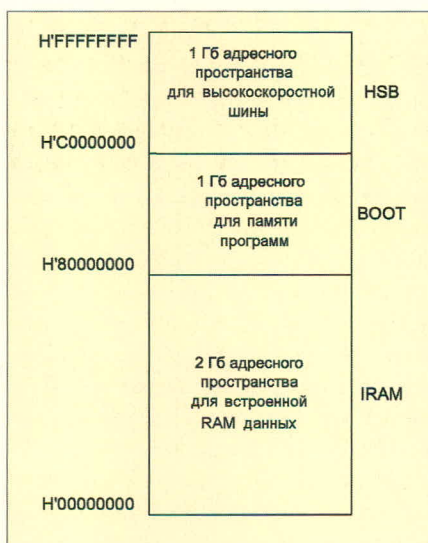 H'FFFFFFFF
1 Гб адресного
пространства
для высокоскоростной
шины
HSB
H'C0000000
1 Гб адресного
пространства
для памяти
программ
BOOT
H'80000000
2 Гб адресного
пространства
для встроенной
RAM данных
IRAM
H'00000000